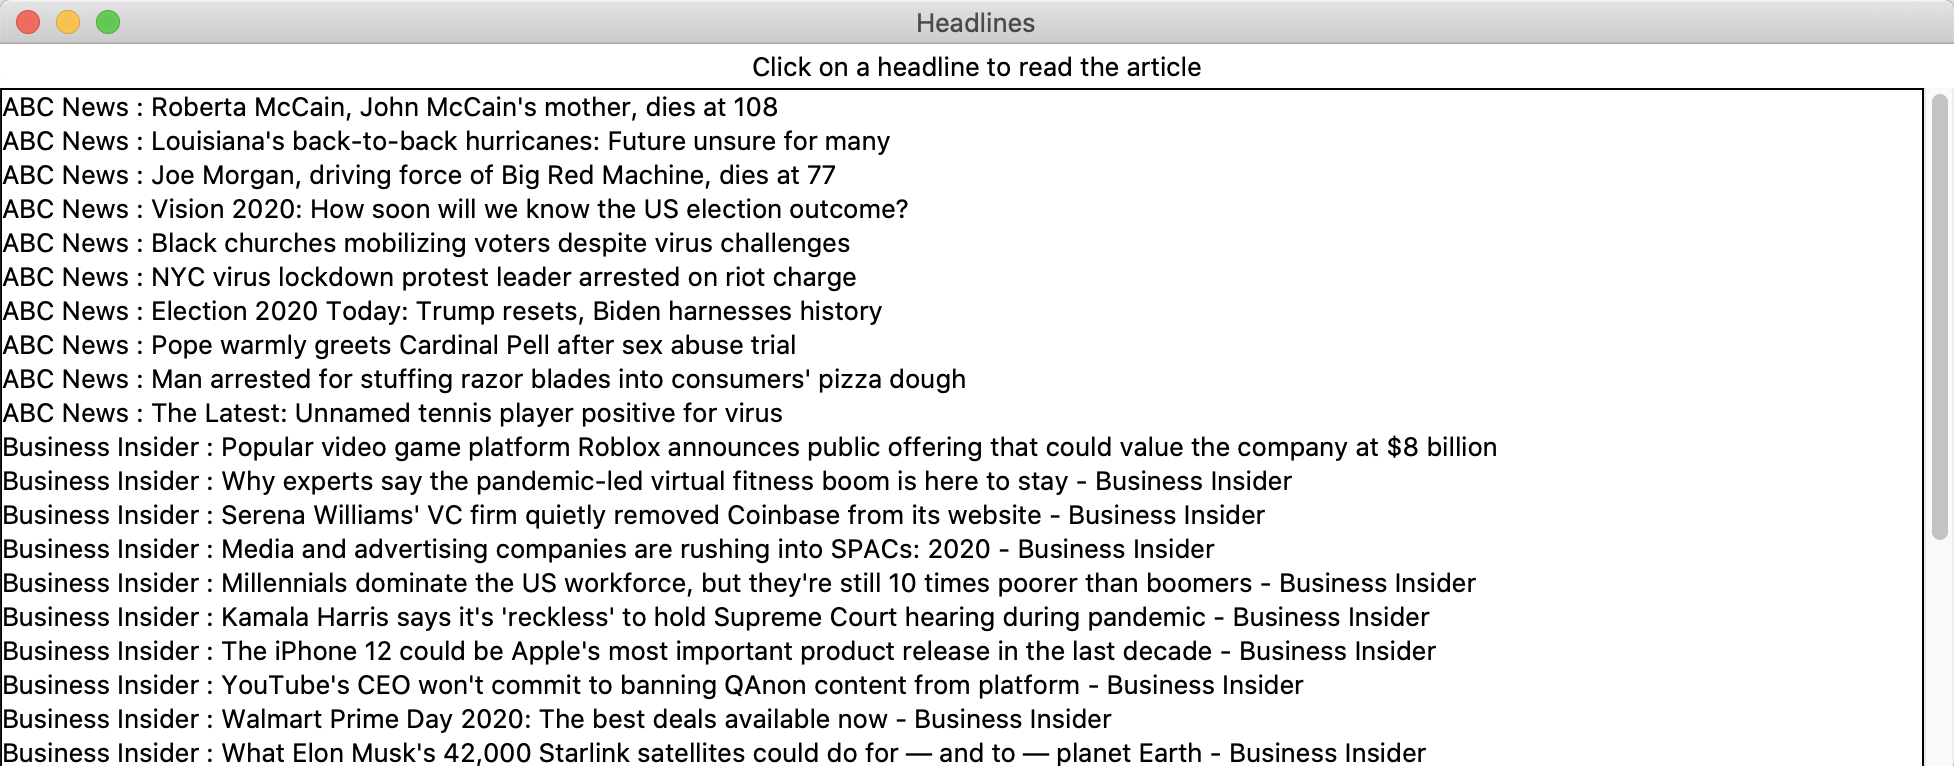 Headlines
Click on a headline to read the article
ABC News : Roberta McCain, John McCain's mother, dies at 108
ABC News : Louisiana's back-to-back hurricanes: Future unsure for many
ABC News : Joe Morgan, driving force of Big Red Machine, dies at 77
ABC News : Vision 2020: How soon will we know the US election outcome?
ABC News : Black churches mobilizing voters despite virus challenges
ABC News : NYC virus lockdown protest leader arrested on riot charge
ABC News : Election 2020 Today: Trump resets, Biden harnesses history
ABC News : Pope warmly greets Cardinal Pell after sex abuse trial
ABC News : Man arrested for stuffing razor blades into consumers' pizza dough
ABC News : The Latest: Unnamed tennis player positive for virus
Business Insider : Popular video game platform Roblox announces public offering that could value the company at $8 billion
Business Insider : Why experts say the pandemic-led virtual fitness boom is here to stay - Business Insider
Business Insider : Serena Williams' VC firm quietly removed Coinbase from its website - Business Insider
Business Insider : Media and advertising companies are rushing into SPACs: 2020 - Business Insider
Business Insider : Millennials dominate the US workforce, but they're still 10 times poorer than boomers - Business Insider
Business Insider : Kamala Harris says it's 'reckless' to hold Supreme Court hearing during pandemic - Business Insider
Business Insider : The iPhone 12 could be Apple's most important product release in the last decade - Business Insider
Business Insider : YouTube's CEO won't commit to banning QAnon content from platform - Business Insider
Business Insider : Walmart Prime Day 2020: The best deals available now - Business Insider
Business Insider : What Elon Musk's 42,000 Starlink satellites could do for — and to — planet Earth - Business Insider